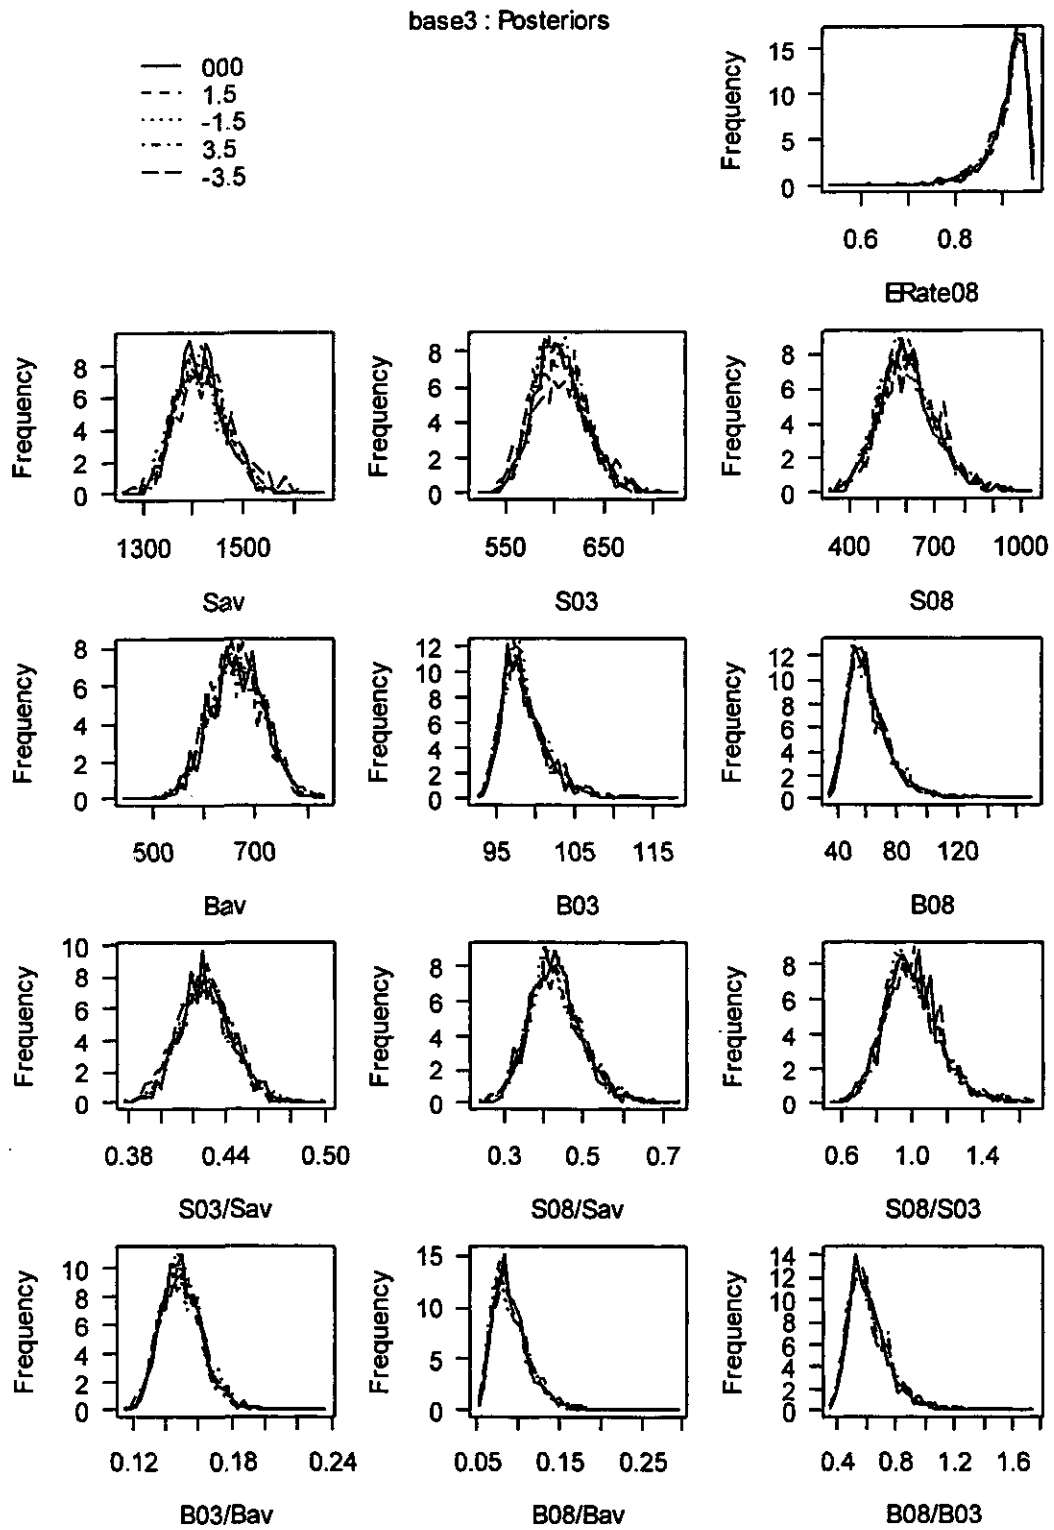 base3 : Posteriors
000
1.5
-1.5
3.5
-3.5
Frequency
15
10
5
0
0.6 0.8
ERate08
Frequency
8
6
4
2
0
1300 1500
Sav
Frequency
8
6
4
2
0
550 650
S03
Frequency
8
6
4
2
0
400 700 1000
S08
Frequency
8
6
4
2
0
500 700
Bav
Frequency
12
10
8
6
4
2
0
95 105 115
B03
Frequency
12
10
8
6
4
2
0
40 80 120
B08
Frequency
10
8
6
4
2
0
0.38 0.44 0.50
S03/Sav
Frequency
8
6
4
2
0
0.3 0.5 0.7
S08/Sav
Frequency
8
6
4
2
0
0.6 1.0 1.4
S08/S03
Frequency
10
8
6
4
2
0
0.12 0.18 0.24
B03/Bav
Frequency
15
10
5
0
0.05 0.15 0.25
B08/Bav
Frequency
14
12
10
8
6
4
2
0
0.4 0.8 1.2 1.6
B08/B03